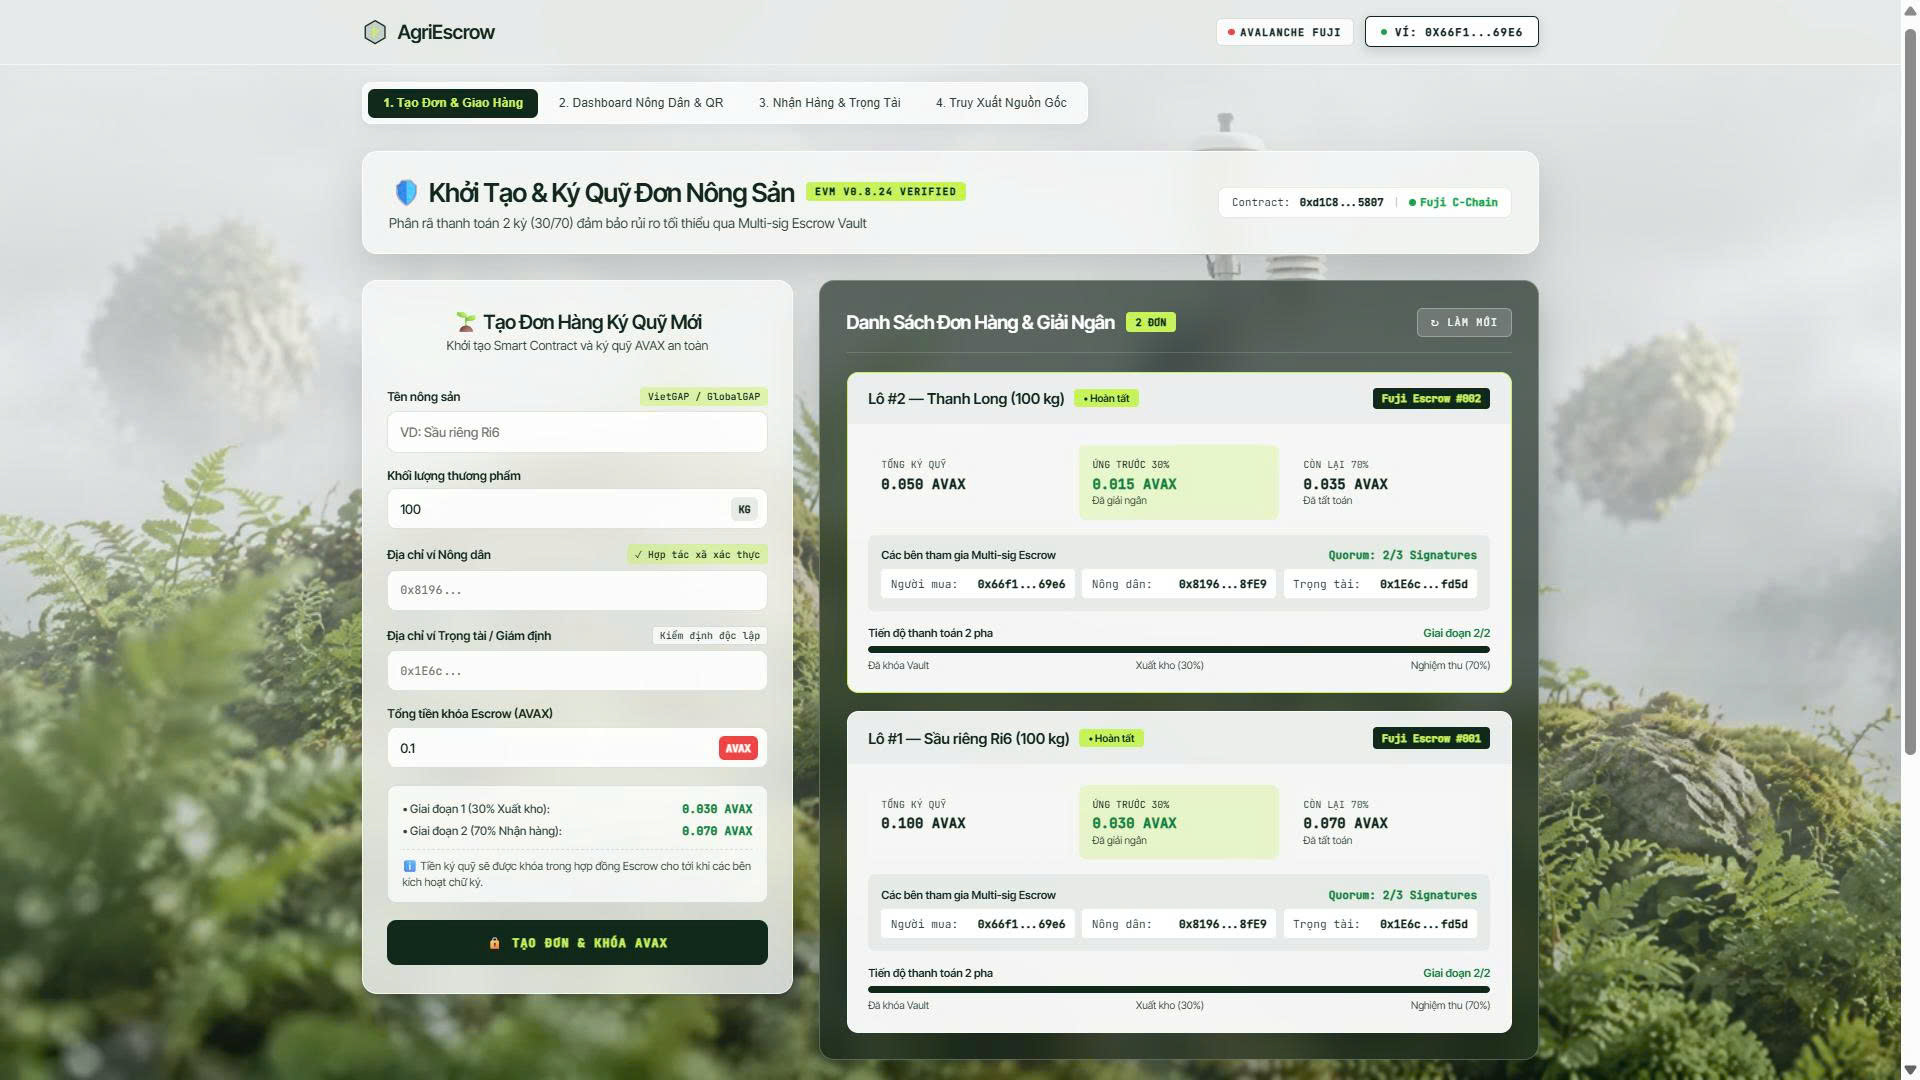 AgriEscrow
AVALANCHE FUJI
VÍ: 0X66F1...69E6
1. Tạo Đơn & Giao Hàng
2. Dashboard Nông Dân & QR
3. Nhận Hàng & Trọng Tài
4. Truy Xuất Nguồn Gốc
Khởi Tạo & Ký Quỹ Đơn Nông Sản
EVM V0.8.24 VERIFIED
Phân rã thanh toán 2 kỳ (30/70) đảm bảo rủi ro tối thiểu qua Multi-sig Escrow Vault
Contract: 0xd1C8...5807 | Fuji C-Chain
Tạo Đơn Hàng Ký Quỹ Mới
Khởi tạo Smart Contract và ký quỹ AVAX an toàn
Tên nông sản
VietGAP / GlobalGAP
VD: Sầu riêng Ri6
Khối lượng thương phẩm
100
KG
Địa chỉ ví Nông dân
✓ Hợp tác xã xác thực
0x8196...
Địa chỉ ví Trọng tài / Giám định
Kiểm định độc lập
0x1E6c...
Tổng tiền khóa Escrow (AVAX)
0.1
AVAX
• Giai đoạn 1 (30% Xuất kho):
0.030 AVAX
• Giai đoạn 2 (70% Nhận hàng):
0.070 AVAX
ℹ️ Tiền ký quỹ sẽ được khóa trong hợp đồng Escrow cho tới khi các bên
kích hoạt chữ ký.
🔒 TẠO ĐƠN & KHÓA AVAX
Danh Sách Đơn Hàng & Giải Ngân
2 ĐƠN
↻ LÀM MỚI
Lô #2 — Thanh Long (100 kg)
• Hoàn tất
Fuji Escrow #002
TỔNG KÝ QUỸ
0.050 AVAX
ỨNG TRƯỚC 30%
0.015 AVAX
Đã giải ngân
CÒN LẠI 70%
0.035 AVAX
Đã tất toán
Các bên tham gia Multi-sig Escrow
Quorum: 2/3 Signatures
Người mua: 0x66f1...69e6
Nông dân: 0x8196...8fE9
Trọng tài: 0x1E6c...fd5d
Tiến độ thanh toán 2 pha
Giai đoạn 2/2
Đã khóa Vault
Xuất kho (30%)
Nghiệm thu (70%)
Lô #1 — Sầu riêng Ri6 (100 kg)
• Hoàn tất
Fuji Escrow #001
TỔNG KÝ QUỸ
0.100 AVAX
ỨNG TRƯỚC 30%
0.030 AVAX
Đã giải ngân
CÒN LẠI 70%
0.070 AVAX
Đã tất toán
Các bên tham gia Multi-sig Escrow
Quorum: 2/3 Signatures
Người mua: 0x66f1...69e6
Nông dân: 0x8196...8fE9
Trọng tài: 0x1E6c...fd5d
Tiến độ thanh toán 2 pha
Giai đoạn 2/2
Đã khóa Vault
Xuất kho (30%)
Nghiệm thu (70%)